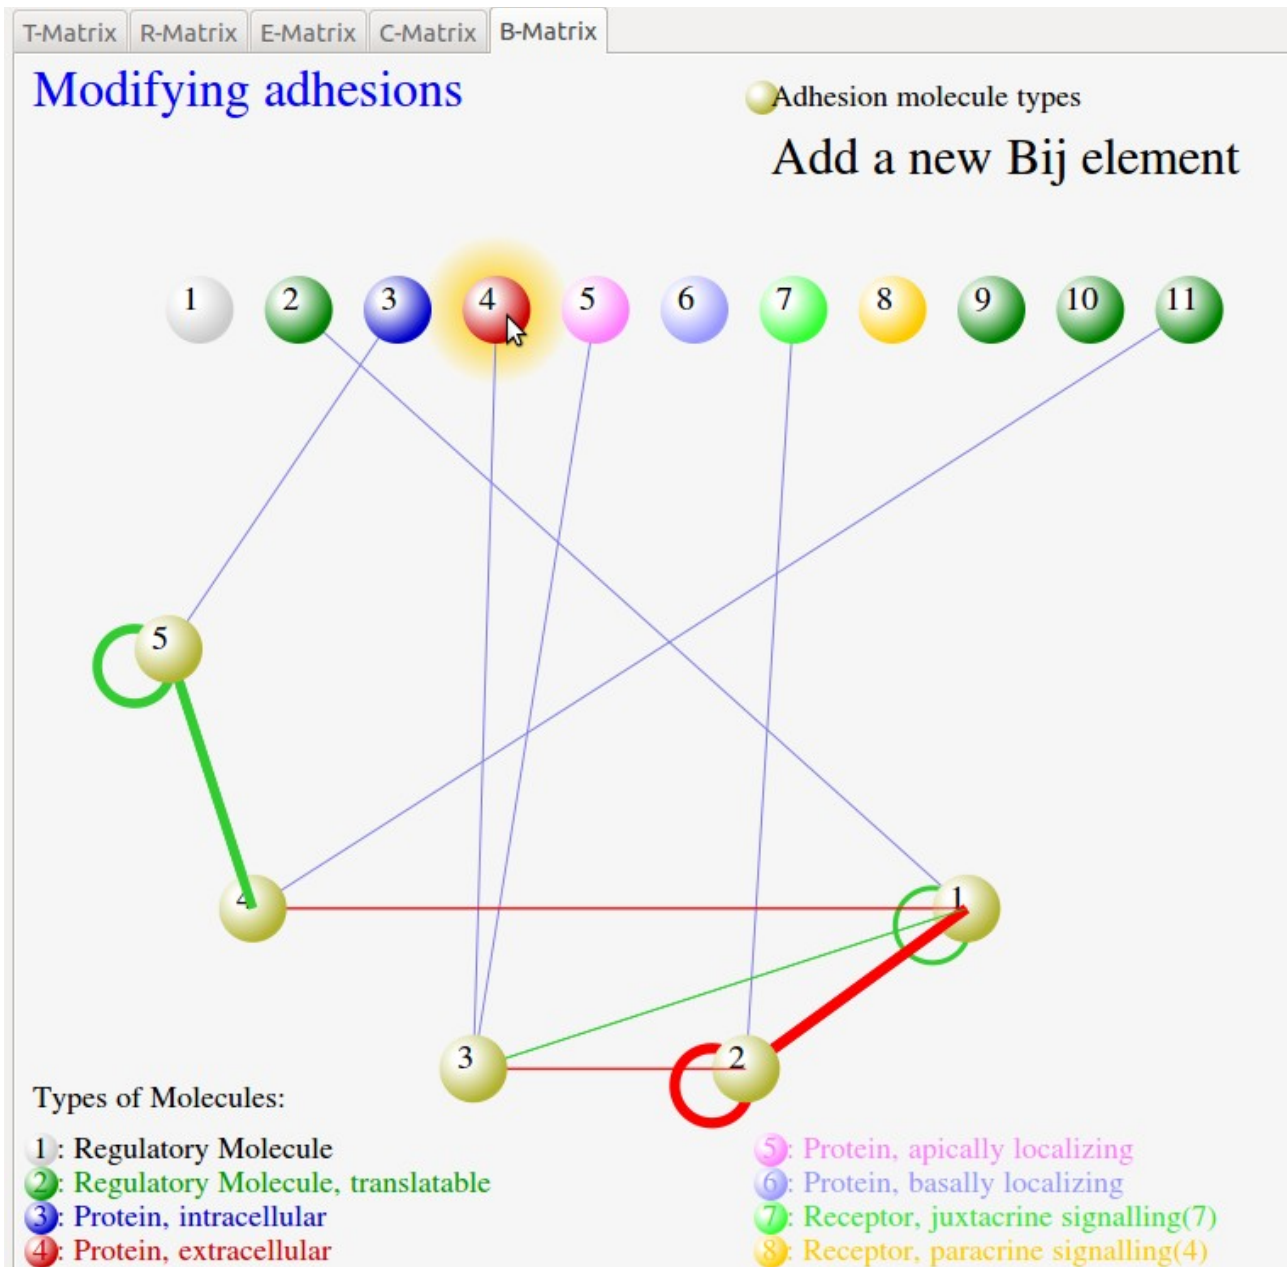 T-Matrix R-Matrix E-Matrix C-Matrix B-Matrix
Modifying adhesions
Adhesion molecule types
Add a new Bij element
1 2 3 4 5 6 7 8 9 10 11
5
4
1
3
2
Types of Molecules:
1: Regulatory Molecule
2: Regulatory Molecule, translatable
3: Protein, intracellular
4: Protein, extracellular
5: Protein, apically localizing
6: Protein, basally localizing
7: Receptor, juxtacrine signalling(7)
8: Receptor, paracrine signalling(4)